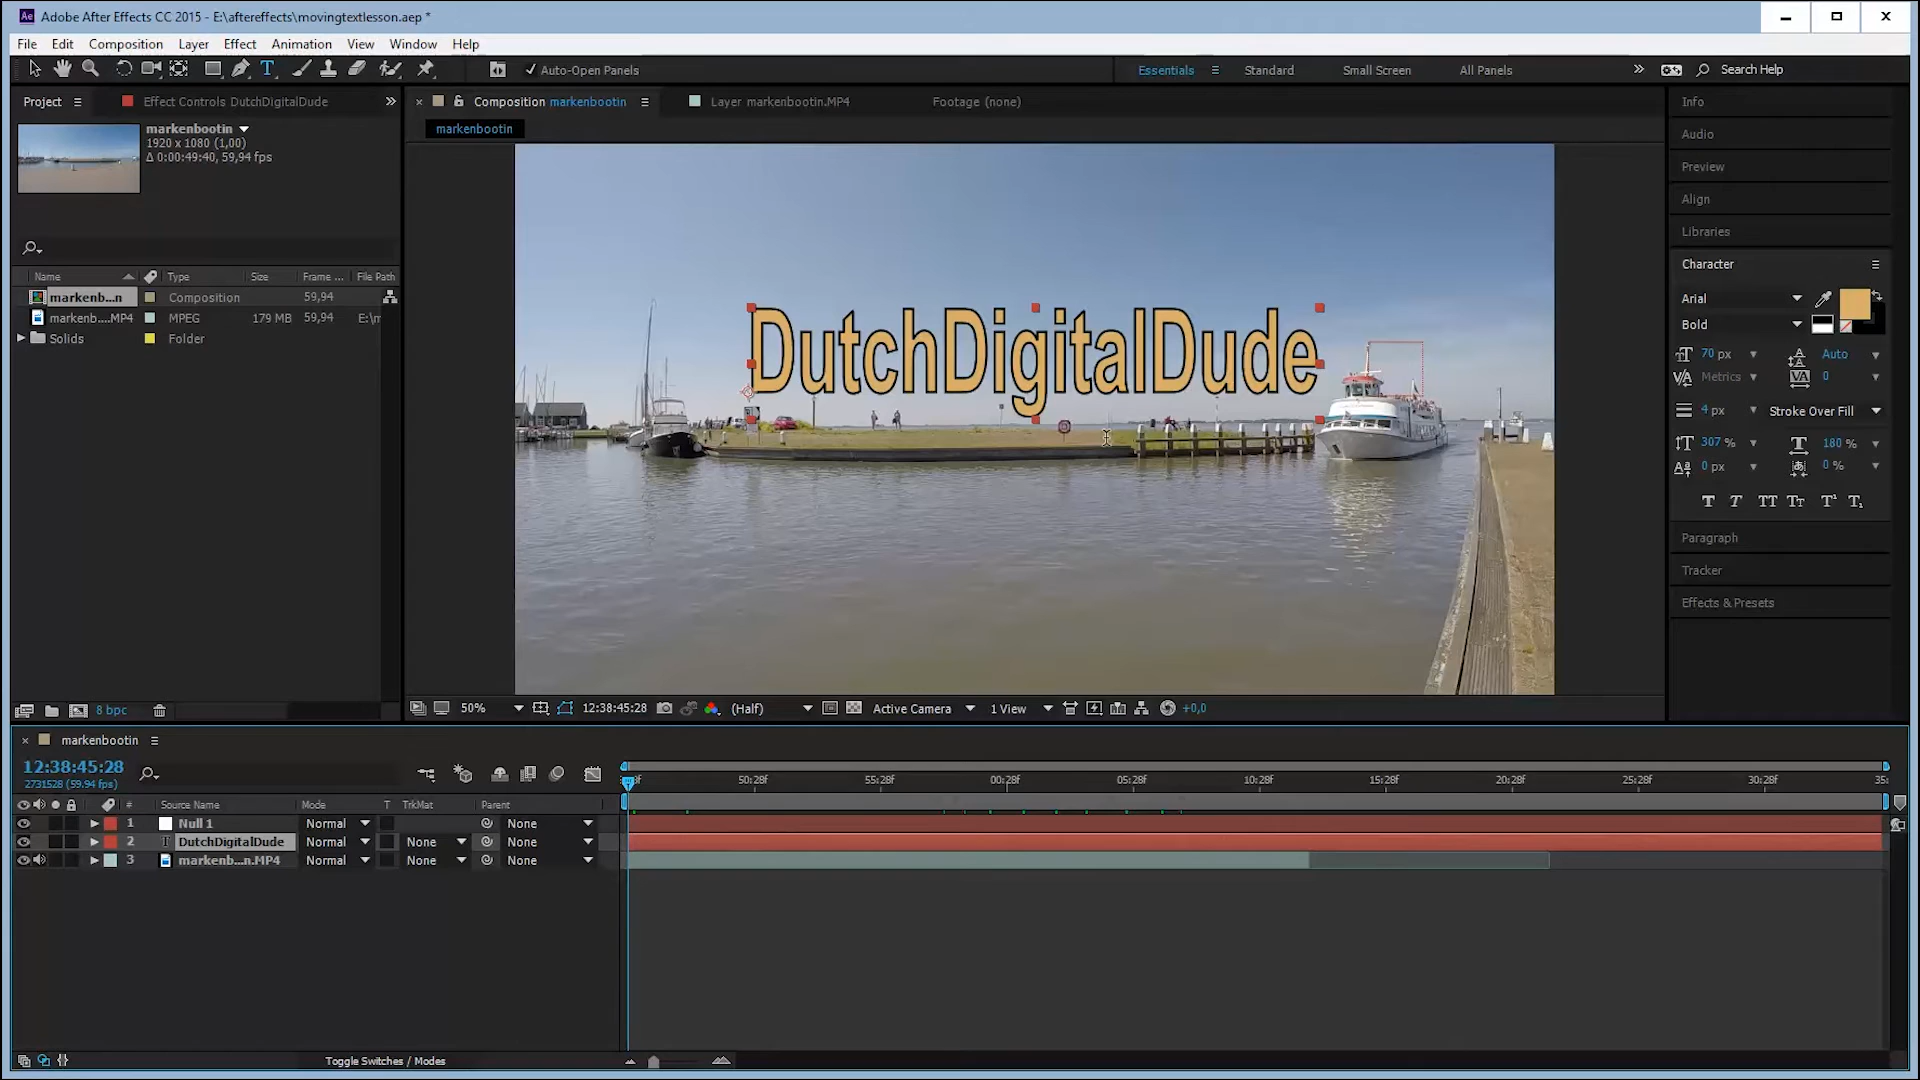 Adobe After Effects CC 2015 - E:\aftereffects\movingtextlesson.aep *
File Edit Composition Layer Effect Animation View Window Help
Auto-Open Panels
Essentials Standard Small Screen All Panels Search Help
Project Effect Controls DutchDigitalDude
Composition markenbootin Layer markenbootin.MP4 Footage (none)
Info
markenbootin
1920 x 1080 (1,00)
Δ 0:00:49:40, 59,94 fps
markenbootin
Audio
Preview
Align
Libraries
Name Type Size Frame ... File Path
markenb...n Composition 59,94
markenb....MP4 MPEG 179 MB 59,94 E:\m
Solids Folder
DutchDigitalDude
Character
Arial
Bold
70 px Auto
Metrics 0
4 px Stroke Over Fill
307 % 180 %
0 px 0 %
T T TT Tт T¹ T₁
Paragraph
Tracker
Effects & Presets
8 bpc
50% 12:38:45:28 (Half) Active Camera 1 View +0,0
markenbootin
12:38:45:28
2731528 (59.94 fps)
50:28f 55:28f 00:28f 05:28f 10:28f 15:28f 20:28f 25:28f 30:28f 35:
# Source Name Mode T TrkMat Parent
1 Null 1 Normal None
2 T DutchDigitalDude Normal None None
3 markenb...n.MP4 Normal None None
Toggle Switches / Modes